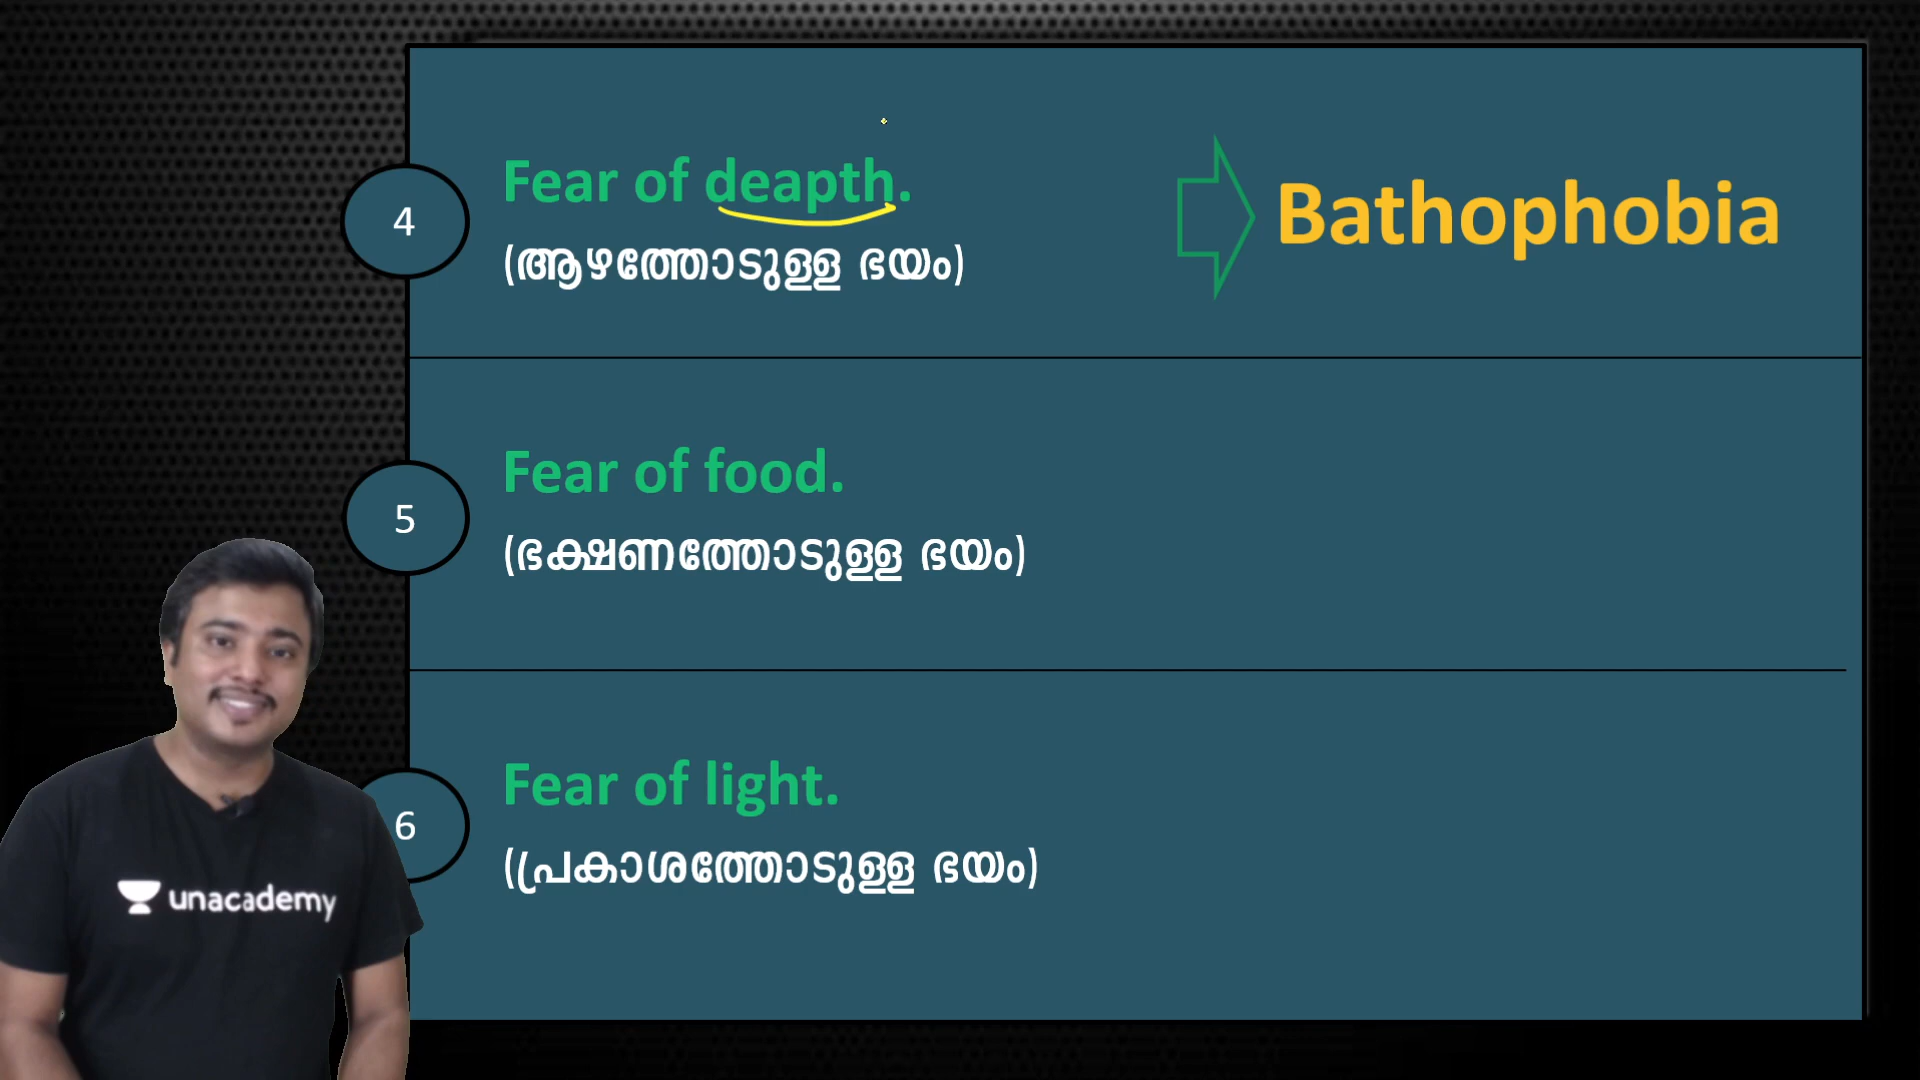 4
Fear of deapth.
(ആഴത്തോടുള്ള ഭയം)
Bathophobia
5
Fear of food.
(ഭക്ഷണത്തോടുള്ള ഭയം)
6
Fear of light.
(പ്രകാശത്തോടുള്ള ഭയം)
unacademy